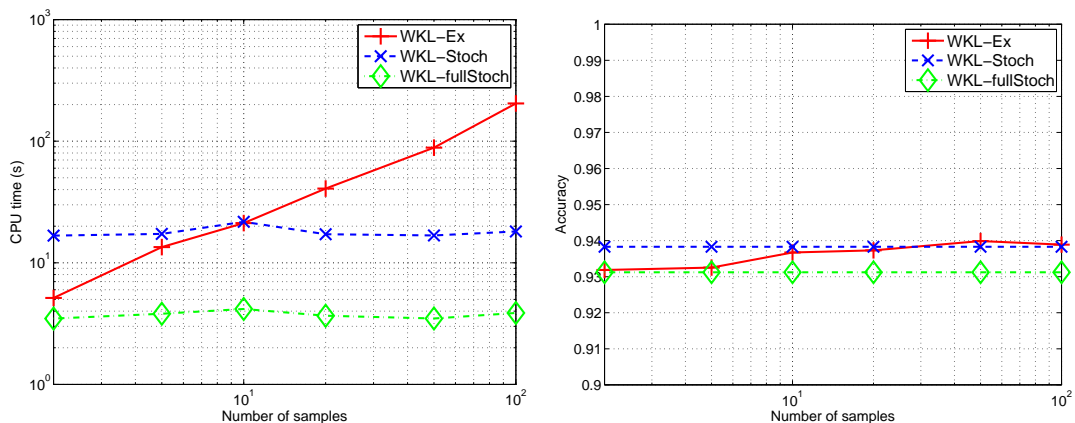 10^3
10^2
10^1
10^0
CPU time (s)
WKL−Ex
WKL−Stoch
WKL−fullStoch
10^1
10^2
Number of samples
1
0.99
0.98
0.97
0.96
0.95
0.94
0.93
0.92
0.91
0.9
Accuracy
WKL−Ex
WKL−Stoch
WKL−fullStoch
10^1
10^2
Number of samples